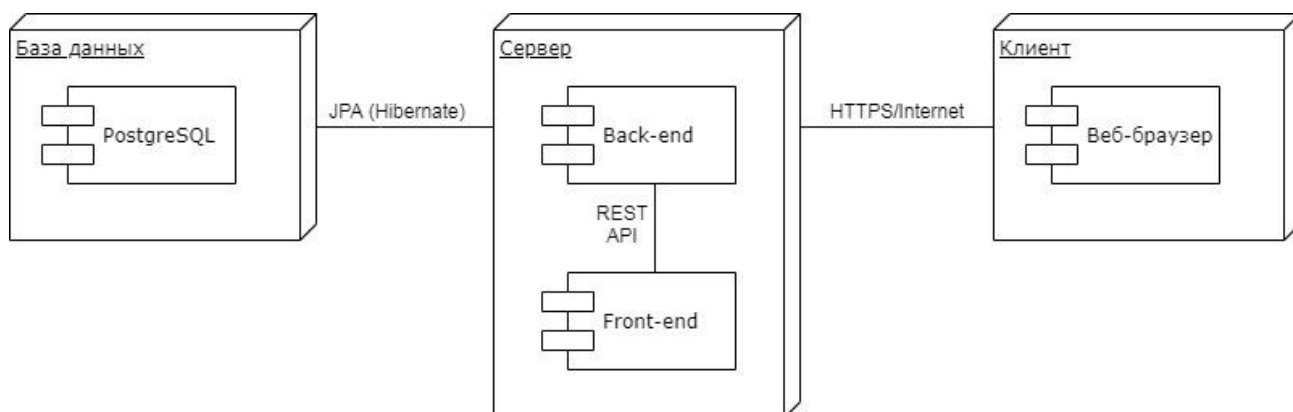 База данных
PostgreSQL
JPA (Hibernate)
Сервер
Back-end
REST
API
Front-end
HTTPS/Internet
Клиент
Веб-браузер